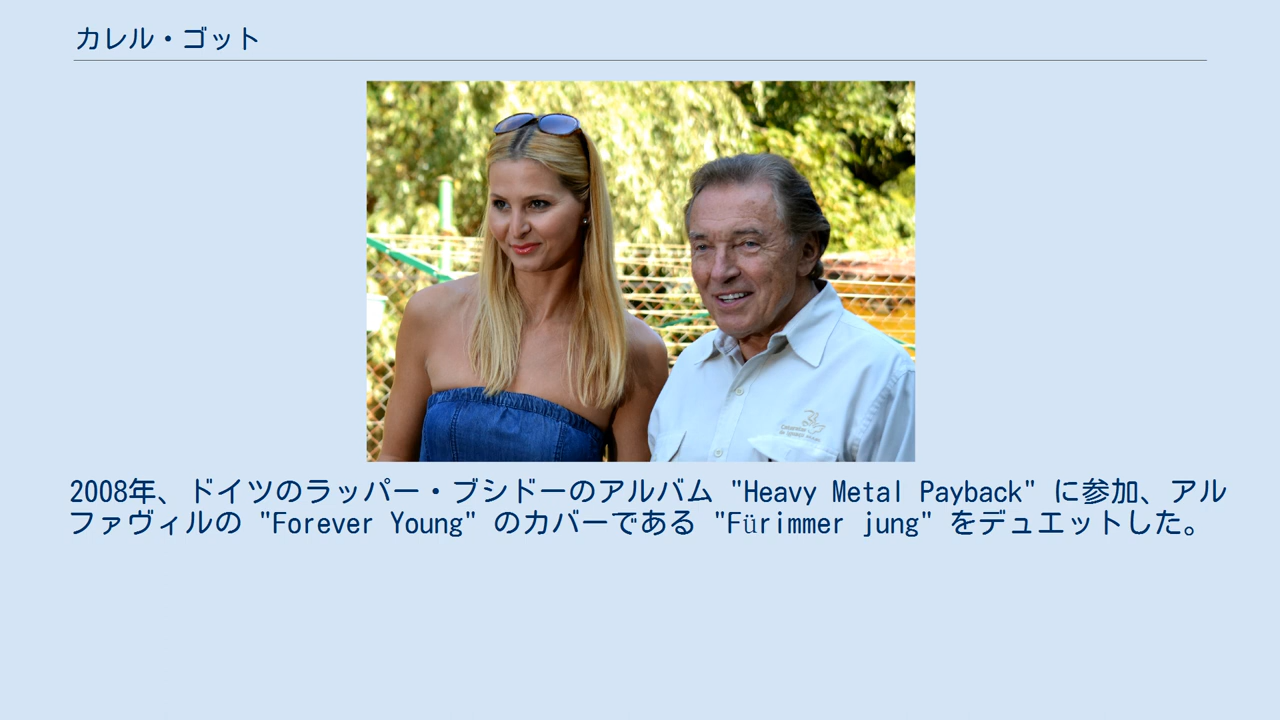 カレル・ゴット
2008年、ドイツのラッパー・ブシドーのアルバム "Heavy Metal Payback" に参加、アル
ファヴィルの "Forever Young" のカバーである "Fürimmer jung" をデュエットした。